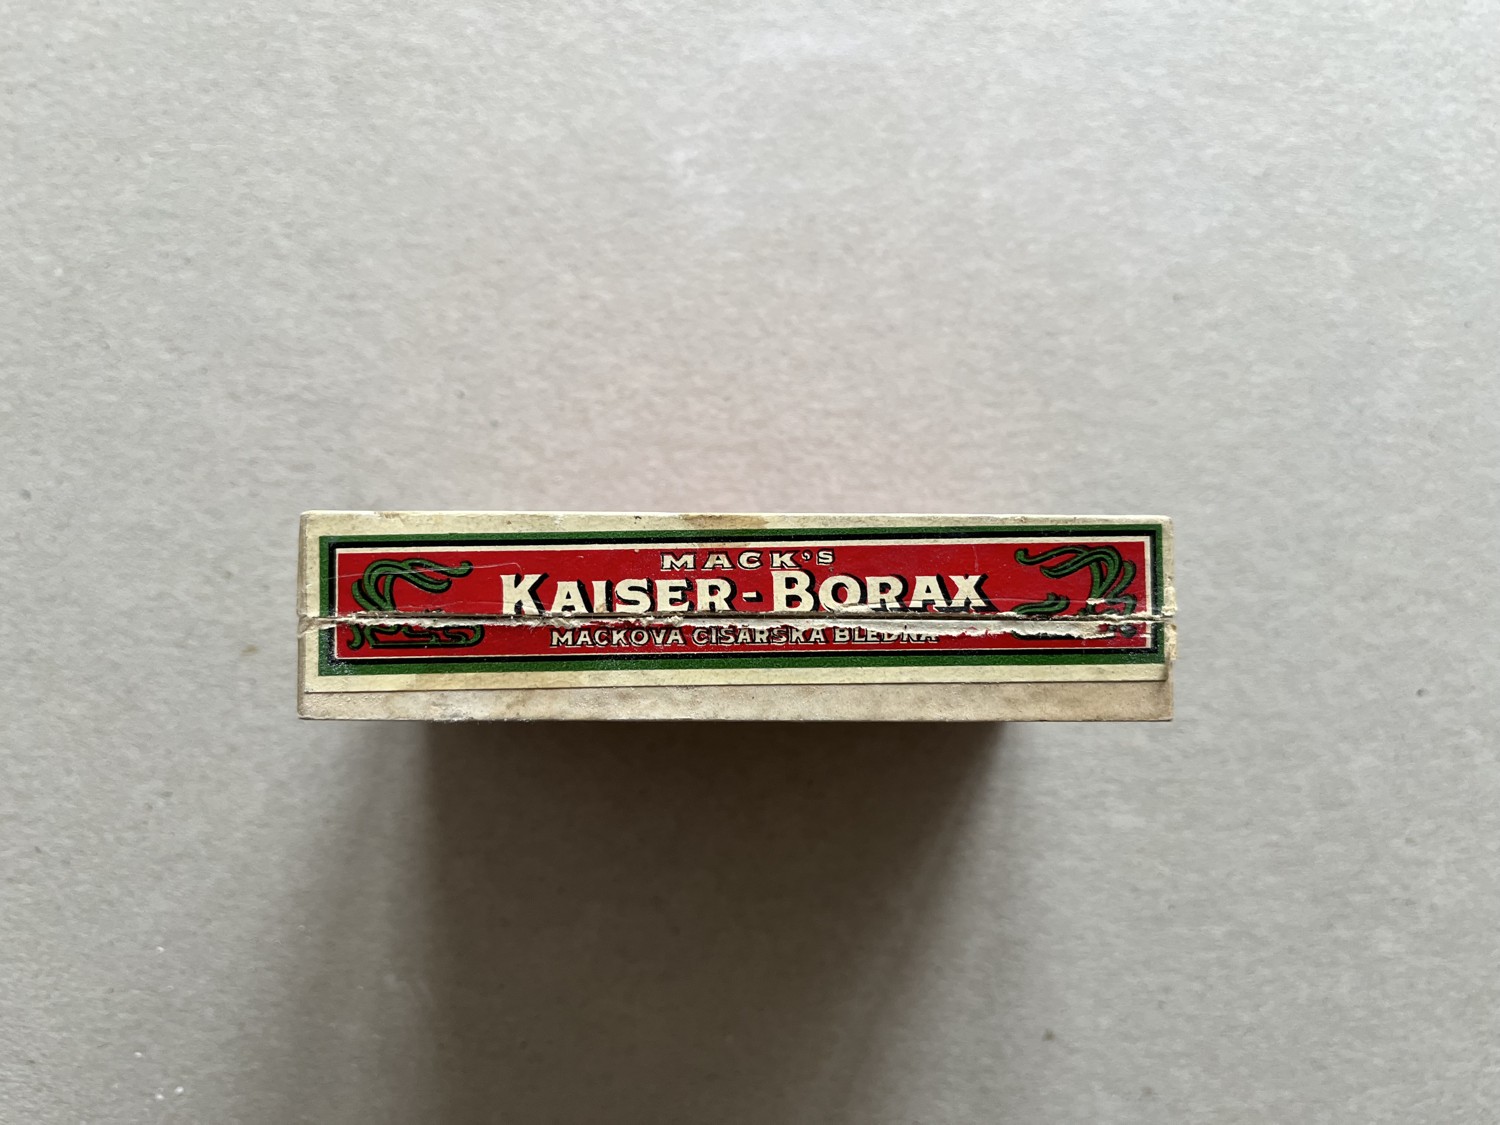 MACK'S
KAISER-BORAX
MACKOVA CISARSKA BLEDNA